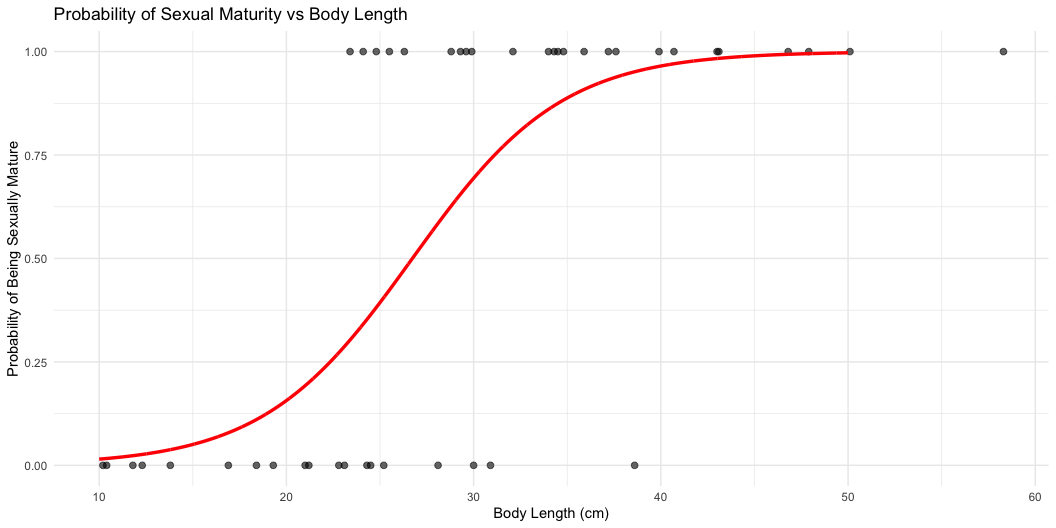 Probability of Sexual Maturity vs Body Length
Probability of Being Sexually Mature
1.00
0.75
0.50
0.25
0.00
10 20 30 40 50 60
Body Length (cm)